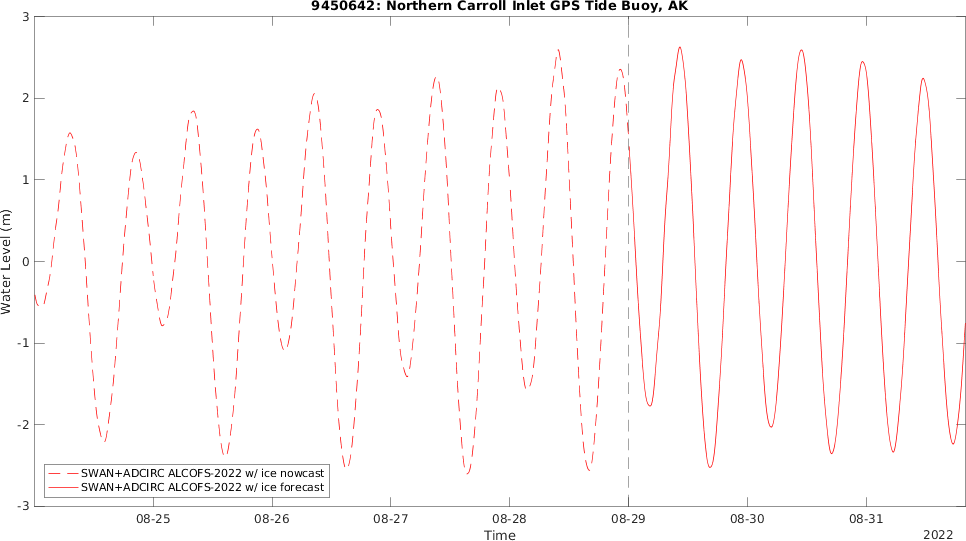 9450642: Northern Carroll Inlet GPS Tide Buoy, AK
3
2
1
0
-1
-2
-3
Water Level (m)
SWAN+ADCIRC ALCOFS-2022 w/ ice nowcast
SWAN+ADCIRC ALCOFS-2022 w/ ice forecast
08-25 08-26 08-27 08-28 08-29 08-30 08-31
Time
2022